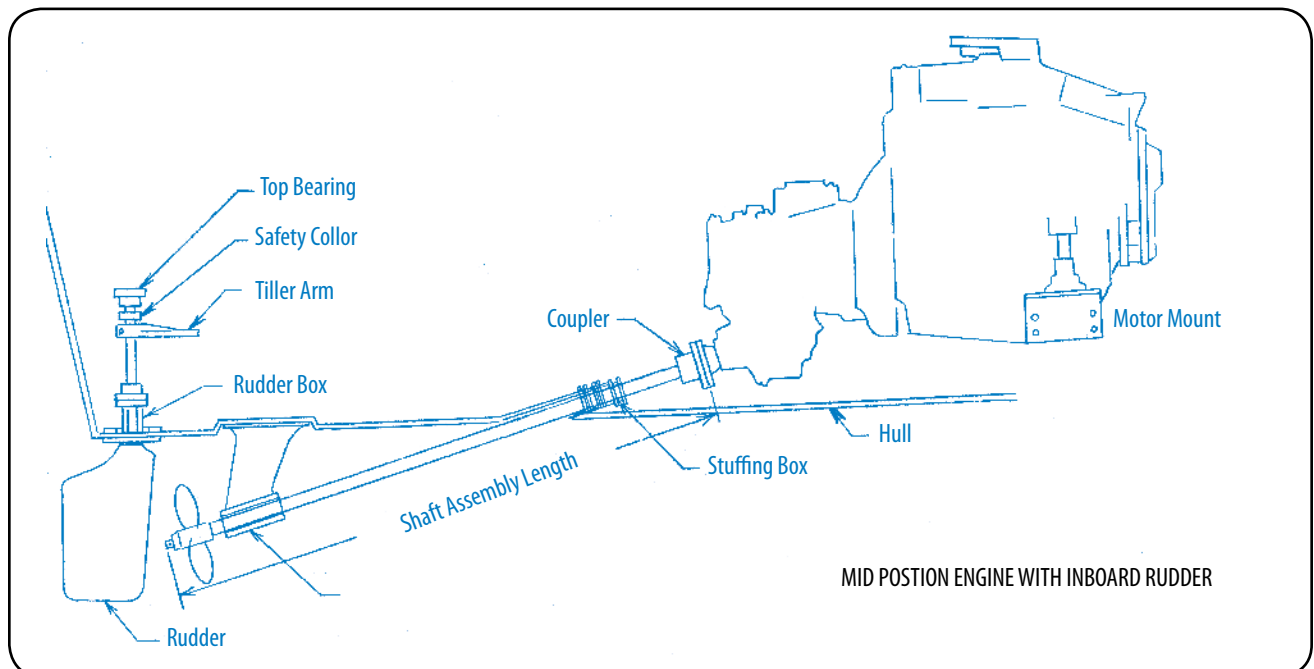 Top Bearing
Safety Collor
Tiller Arm
Rudder Box
Coupler
Motor Mount
Hull
Stuffing Box
Shaft Assembly Length
MID POSTION ENGINE WITH INBOARD RUDDER
Rudder